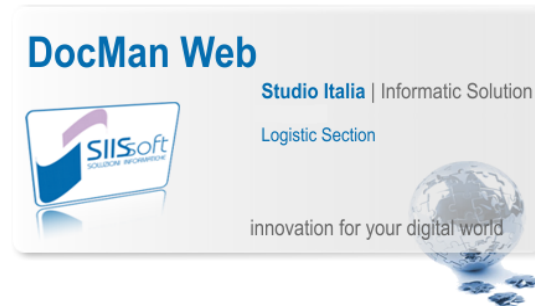 DocMan Web
Studio Italia | Informatic Solution
Logistic Section
SIISsoft
SOLUZIONI INFORMATICHE
innovation for your digital world